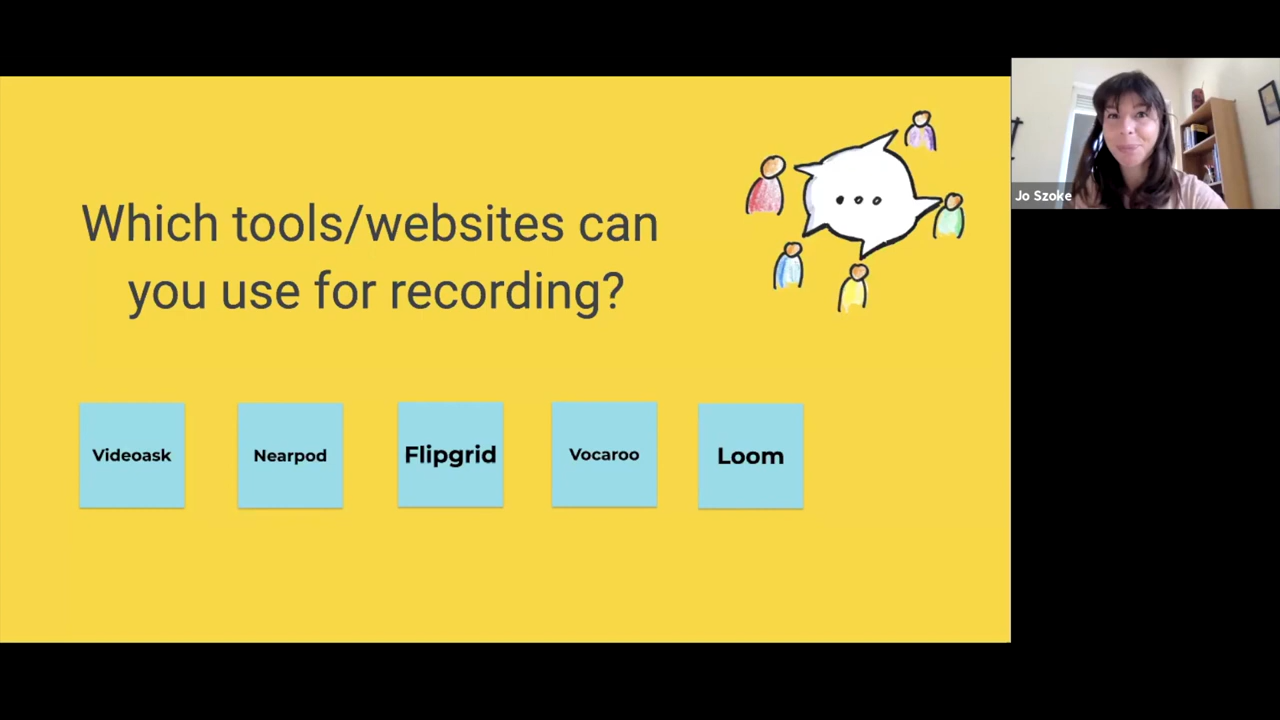 Which tools/websites can
you use for recording?
Jo Szoke
Videoask
Nearpod
Flipgrid
Vocaroo
Loom